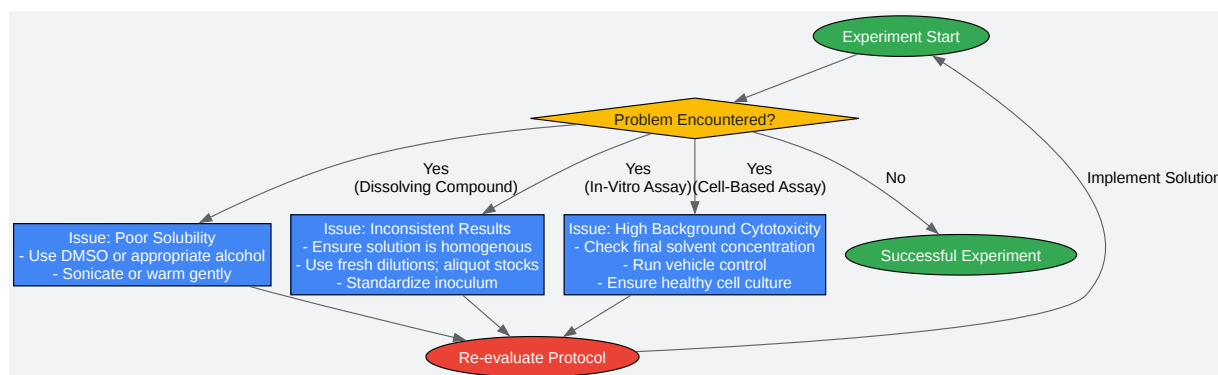 Experiment Start
Problem Encountered?
Yes
(Dissolving Compound)
Yes
(In-Vitro Assay)
Yes
(Cell-Based Assay)
No
Implement Solution
Issue: Poor Solubility
- Use DMSO or appropriate alcohol
- Sonicate or warm gently
Issue: Inconsistent Results
- Ensure solution is homogenous
- Use fresh dilutions; aliquot stocks
- Standardize inoculum
Issue: High Background Cytotoxicity
- Check final solvent concentration
- Run vehicle control
- Ensure healthy cell culture
Successful Experiment
Re-evaluate Protocol